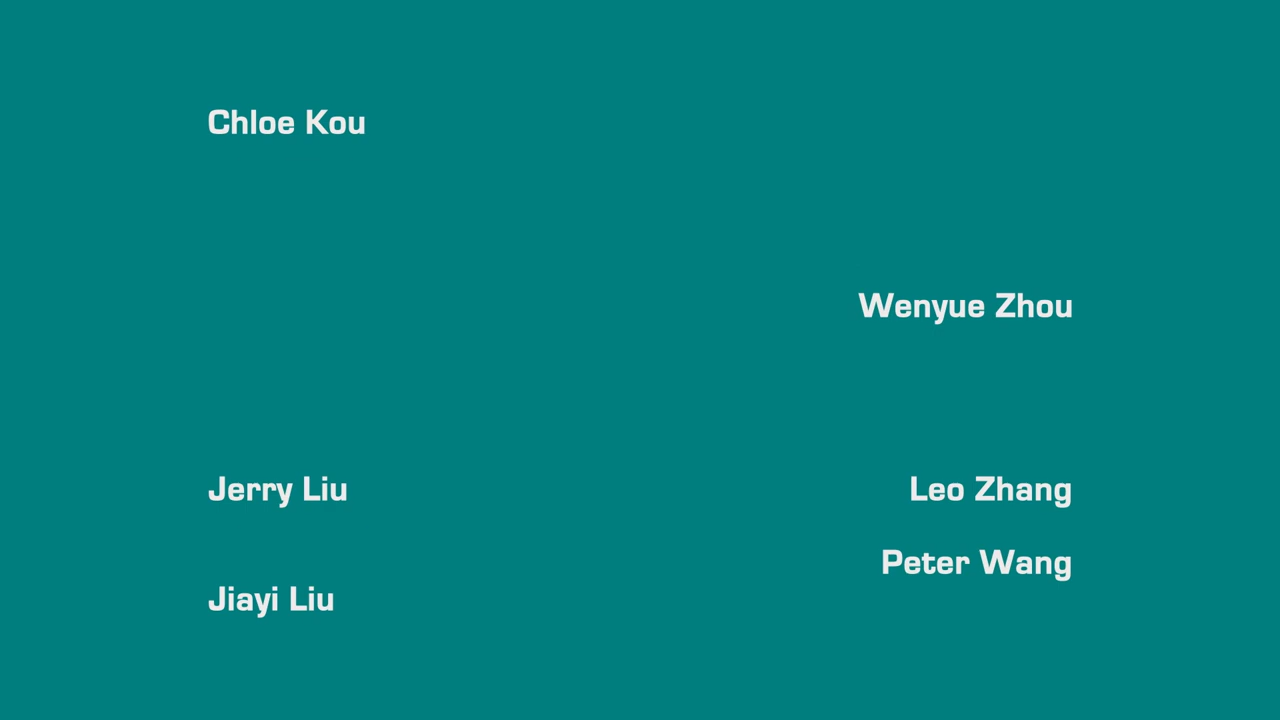 Chloe Kou
Wenyue Zhou
Jerry Liu
Leo Zhang
Peter Wang
Jiayi Liu